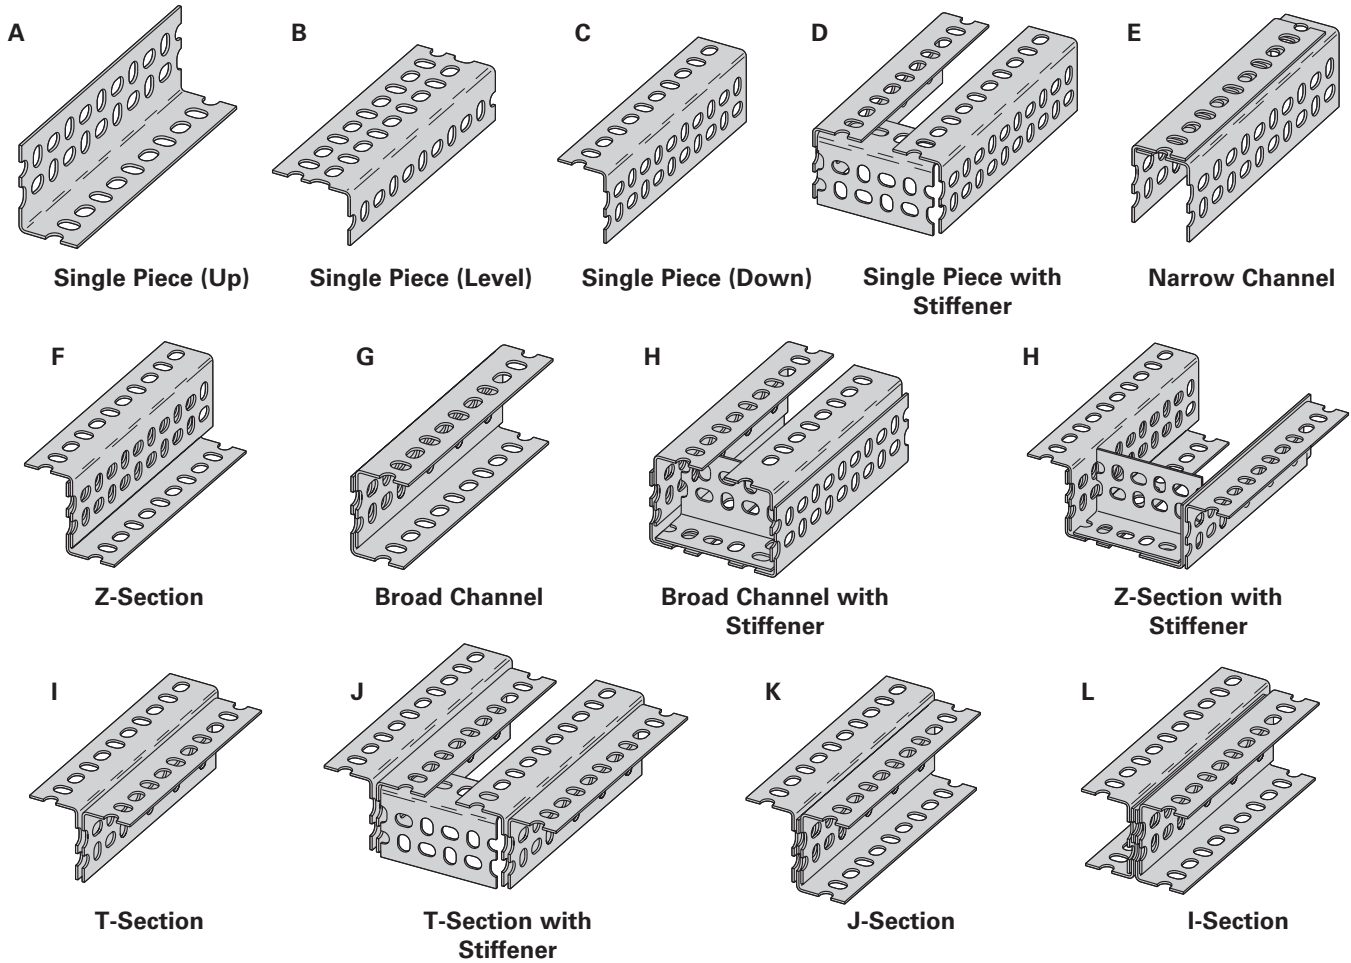 A
B
C
D
E
Single Piece (Up)
Single Piece (Level)
Single Piece (Down)
Single Piece with
Stiffener
Narrow Channel
F
G
H
H
Z-Section
Broad Channel
Broad Channel with
Stiffener
Z-Section with
Stiffener
I
J
K
L
T-Section
T-Section with
Stiffener
J-Section
I-Section